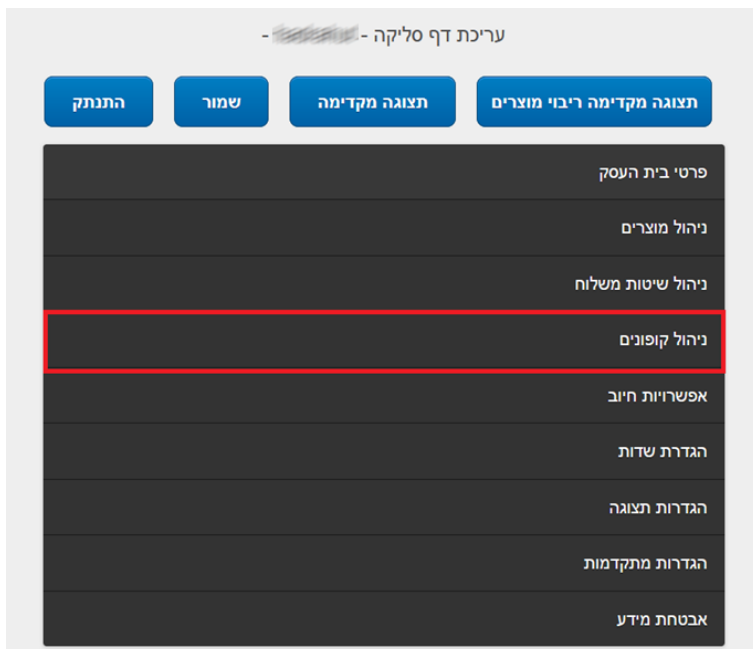 עריכת דף סליקה - -
תצוגה מקדימה ריבוי מוצרים תצוגה מקדימה שמור התנתק
פרטי בית העסק
ניהול מוצרים
ניהול שיטות משלוח
ניהול קופונים
אפשרויות חיוב
הגדרת שדות
הגדרות תצוגה
הגדרות מתקדמות
אבטחת מידע